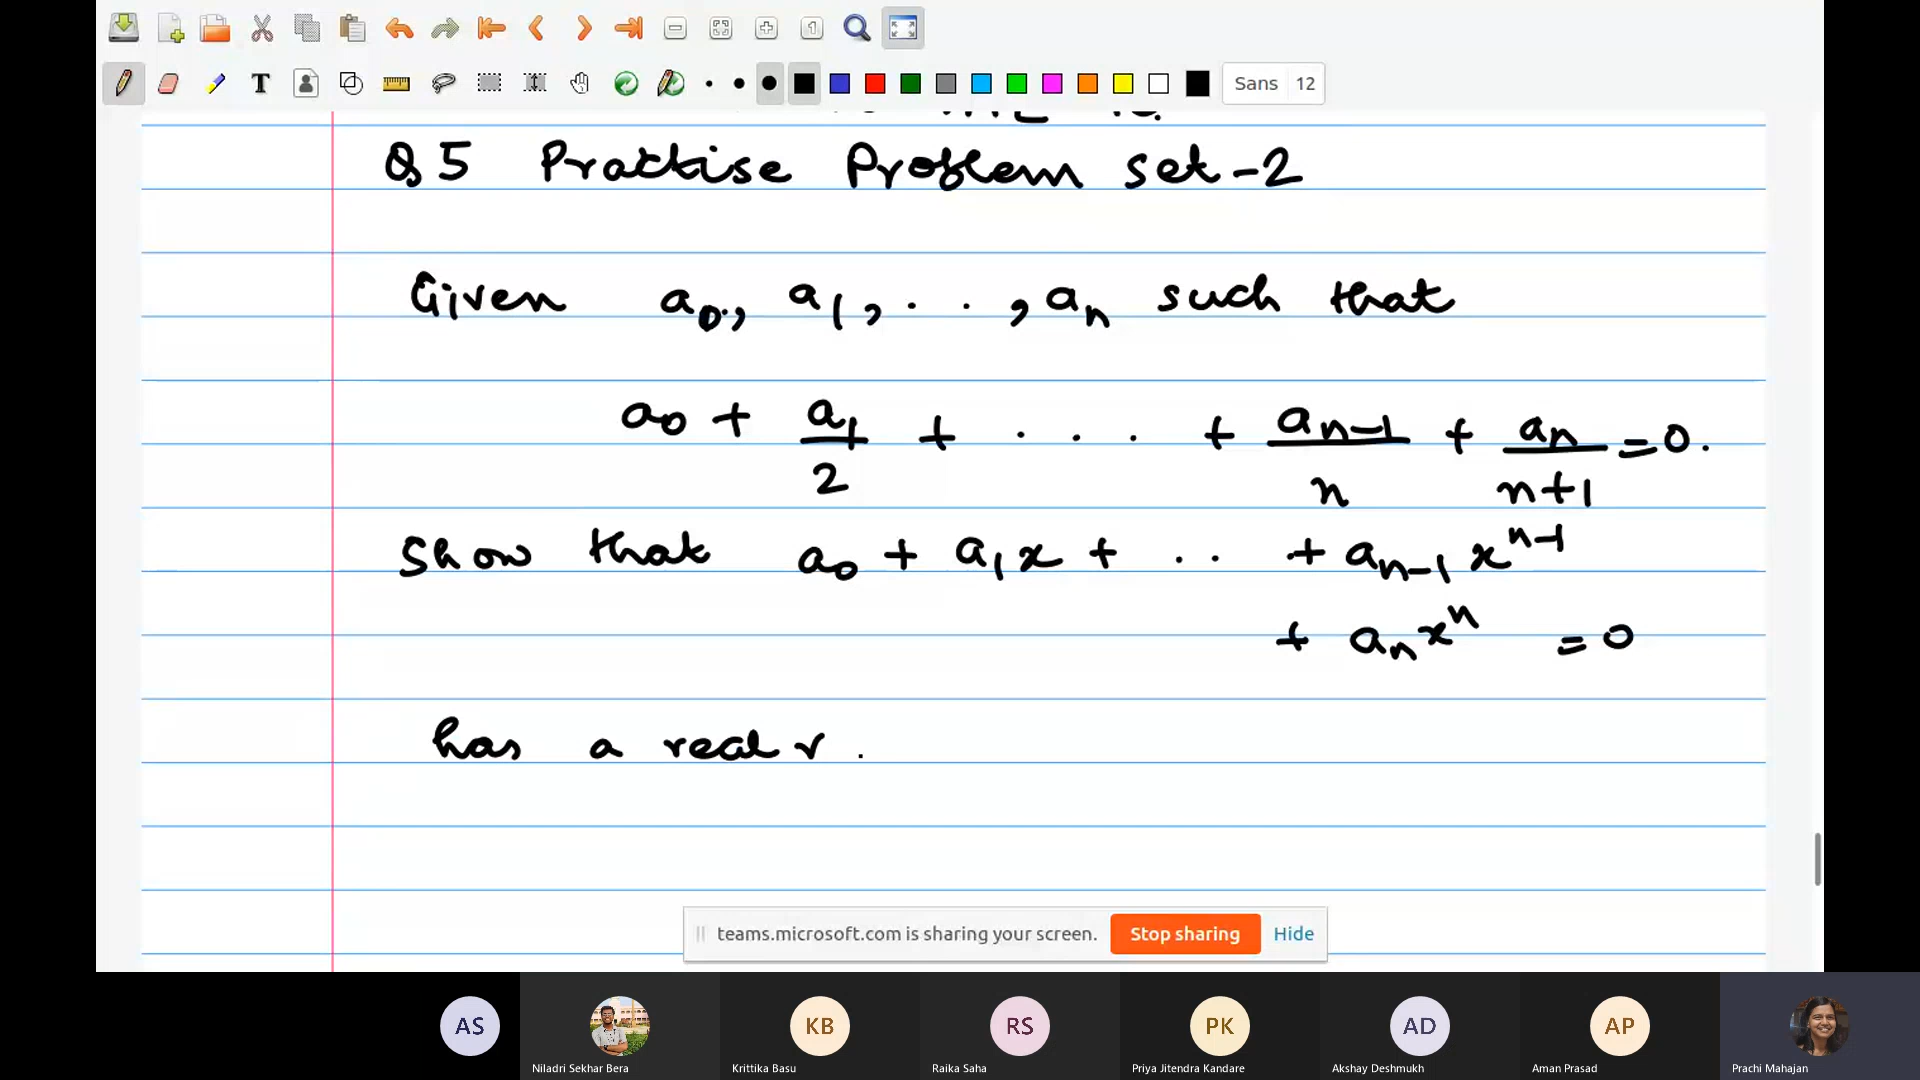 Sans 12
Q 5 Practise Problem set-2
Given a₀, a₁, . . , aₙ such that
a₀ + a₁/2 + . . . + aₙ₋₁/n + aₙ/n+1 = 0.
Show that a₀ + a₁x + . . + aₙ₋₁xⁿ⁻¹
+ aₙxⁿ = 0
has a real r .
teams.microsoft.com is sharing your screen. Stop sharing Hide
AS KB RS PK AD AP
Niladri Sekhar Bera Krittika Basu Raika Saha Priya Jitendra Kandare Akshay Deshmukh Aman Prasad Prachi Mahajan